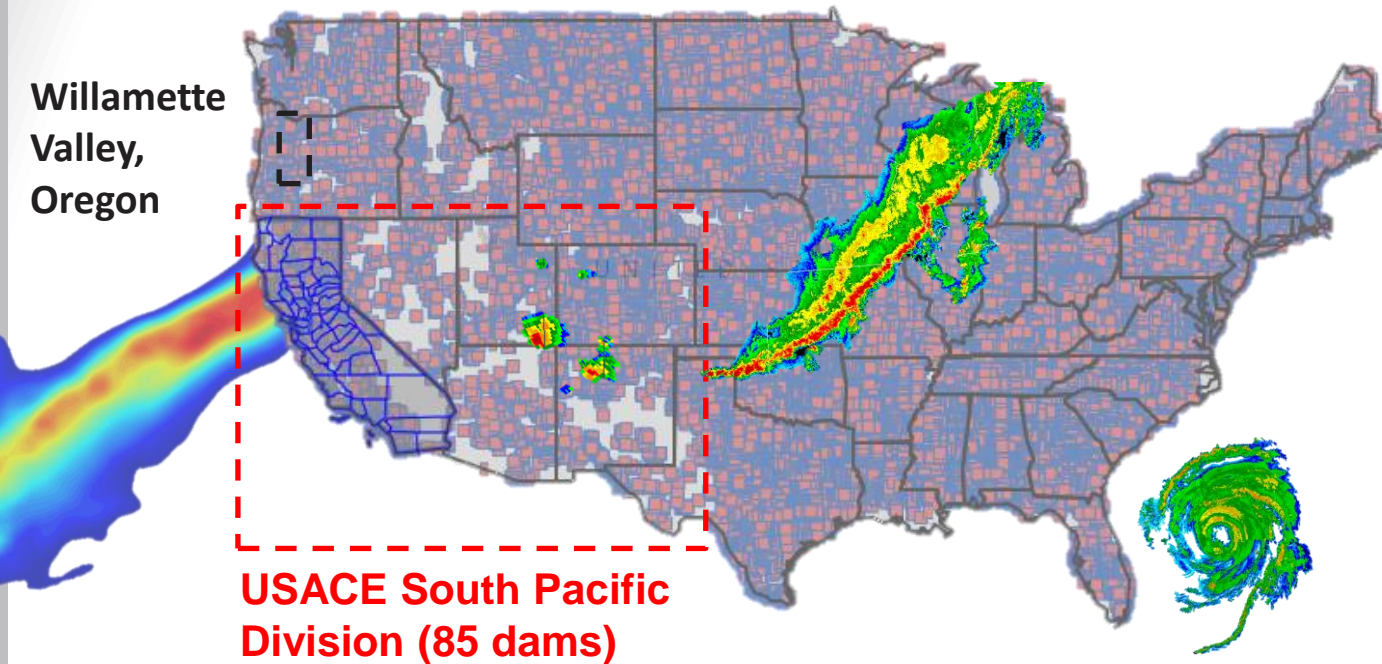 Willamette
Valley,
Oregon
USACE South Pacific
Division (85 dams)